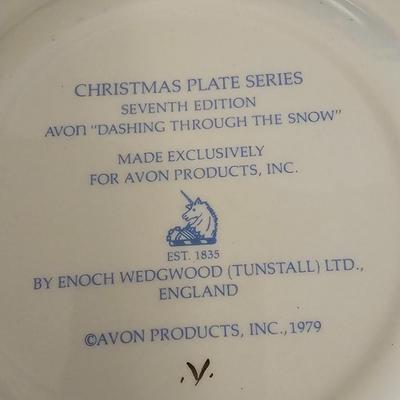 CHRISTMAS PLATE SERIES
SEVENTH EDITION
AVON "DASHING THROUGH THE SNOW"
MADE EXCLUSIVELY
FOR AVON PRODUCTS, INC.
EST. 1835
BY ENOCH WEDGWOOD (TUNSTALL) LTD.,
ENGLAND
©AVON PRODUCTS, INC., 1979
.V.